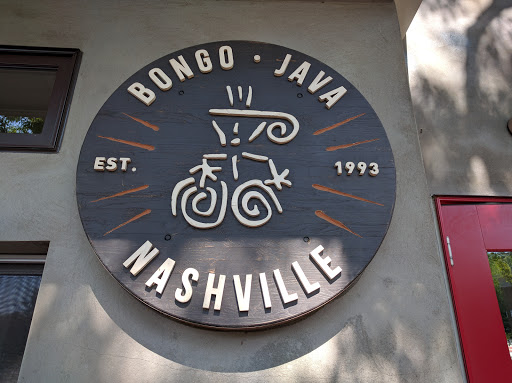 BONGO · JAVA
EST. 1993
NASHVILLE